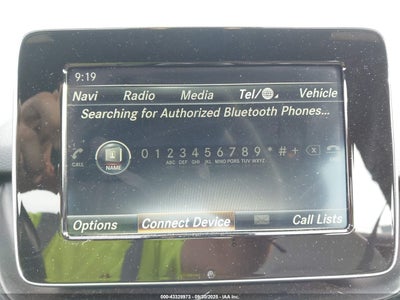 9:19
Navi Radio Media Tel/ Vehicle
Searching for Authorized Bluetooth Phones...
0 1 2 3 4 5 6 7 8 9 * # +
CALL NAME ABC DEF GHI JKL MNO PQRS TUV WXYZ
Options Connect Device Call Lists
000-43328973 - 09/30/2025 - IAA Inc.